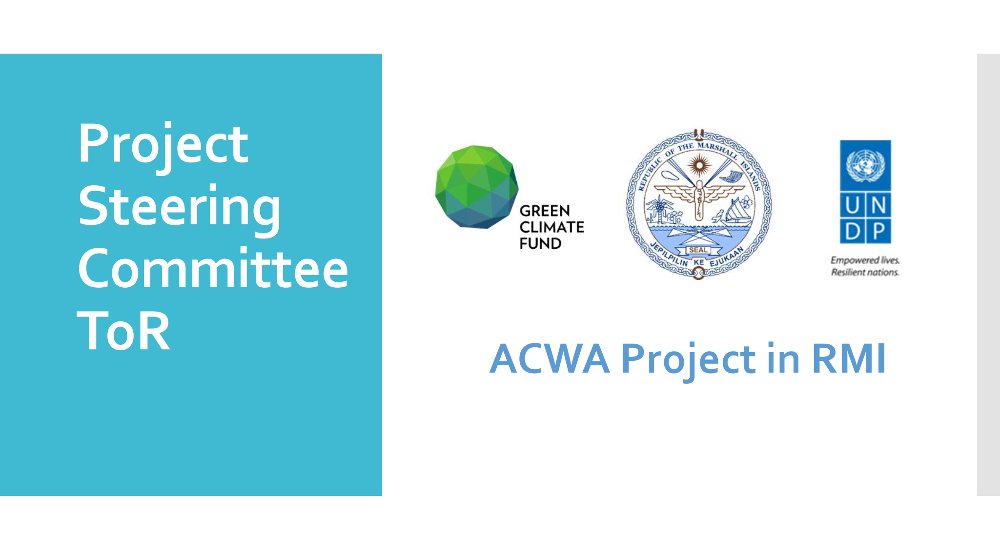 Project
Steering
Committee
ToR
GREEN
CLIMATE
FUND
REPUBLIC OF THE MARSHALL ISLANDS
SEAL
JEPILPILIN KE EJUKAAN
U N
D P
Empowered lives.
Resilient nations.
ACWA Project in RMI